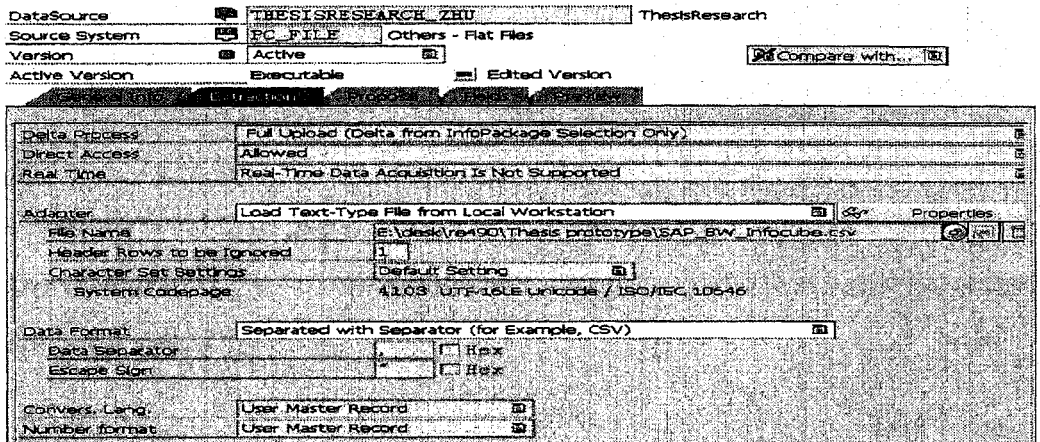 DataSource THESISRESEARCH_ZHU ThesisResearch
Source System PC_FILE Others - Flat Files
Version Active Compare with...
Active Version Executable Edited Version
General Info. Extraction Proposal Fields Preview
Delta Process Full Upload (Delta from InfoPackage Selection Only)
Direct Access Allowed
Real Time Real-Time Data Acquisition Is Not Supported
Adapter Load Text-Type File from Local Workstation Properties
File Name E:\desk\re490\Thesis prototype\SAP_BW_Infocube.csv
Header Rows to be Ignored 1
Character Set Settings Default Setting
System Codepage 4103 UTF-16LE Unicode / ISO/IEC 10646
Data Format Separated with Separator (for Example, CSV)
Data Separator , Hex
Escape Sign " Hex
Convers. Lang. User Master Record
Number format User Master Record